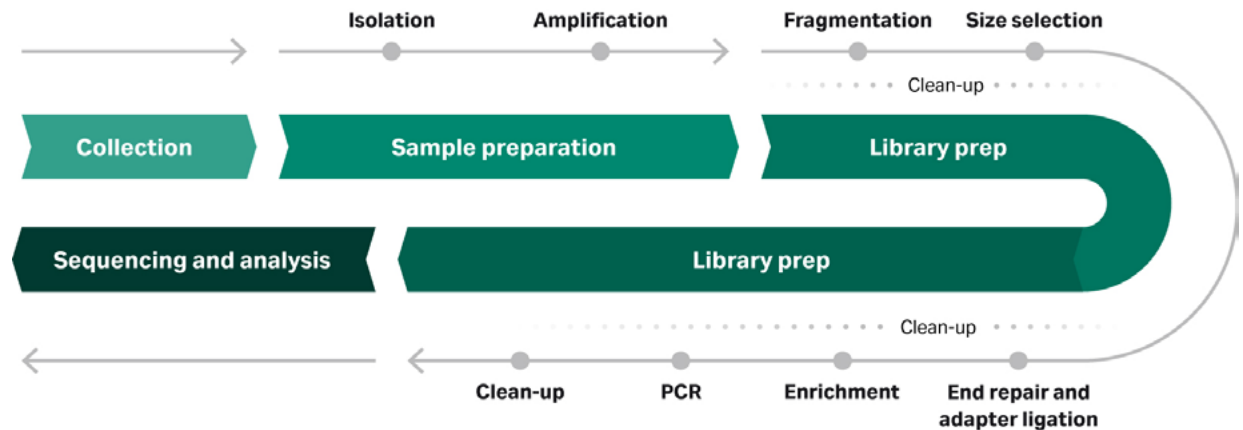 Isolation
Amplification
Fragmentation
Size selection
Clean-up
Collection
Sample preparation
Library prep
Sequencing and analysis
Library prep
Clean-up
Clean-up
PCR
Enrichment
End repair and
adapter ligation